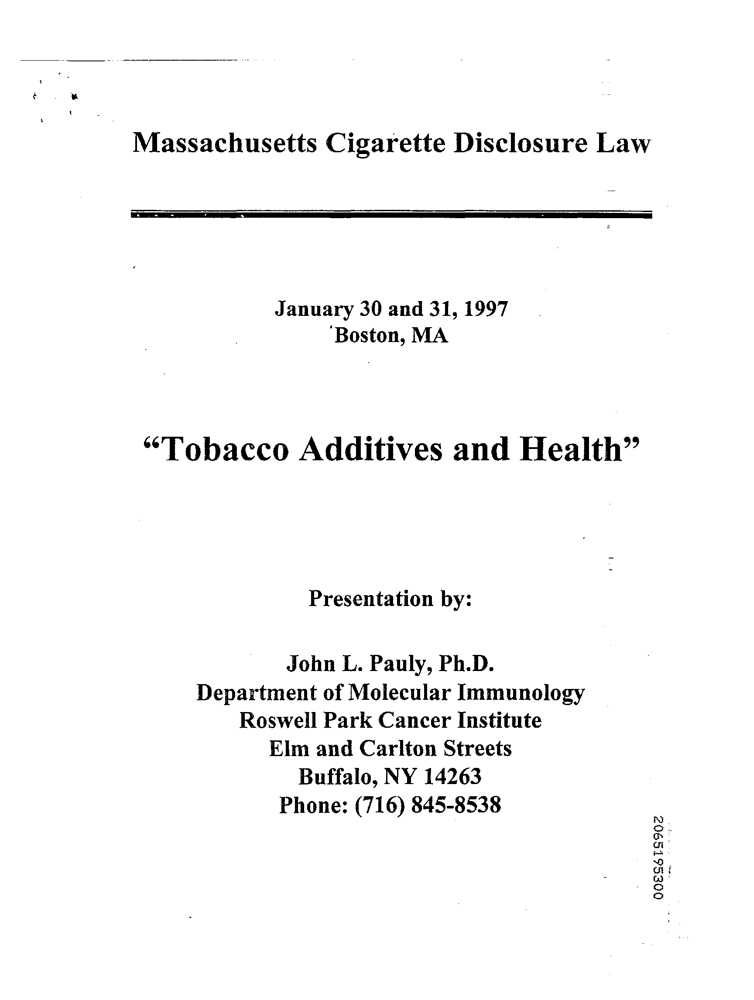 Massachusetts Cigarette Disclosure Law
January 30 and 31, 1997
Boston, MA
“Tobacco Additives and Health”
Presentation by:
John L. Pauly, Ph.D.
Department of Molecular Immunology
Roswell Park Cancer Institute
Elm and Carlton Streets
Buffalo, NY 14263
Phone: (716) 845-8538
2065195300